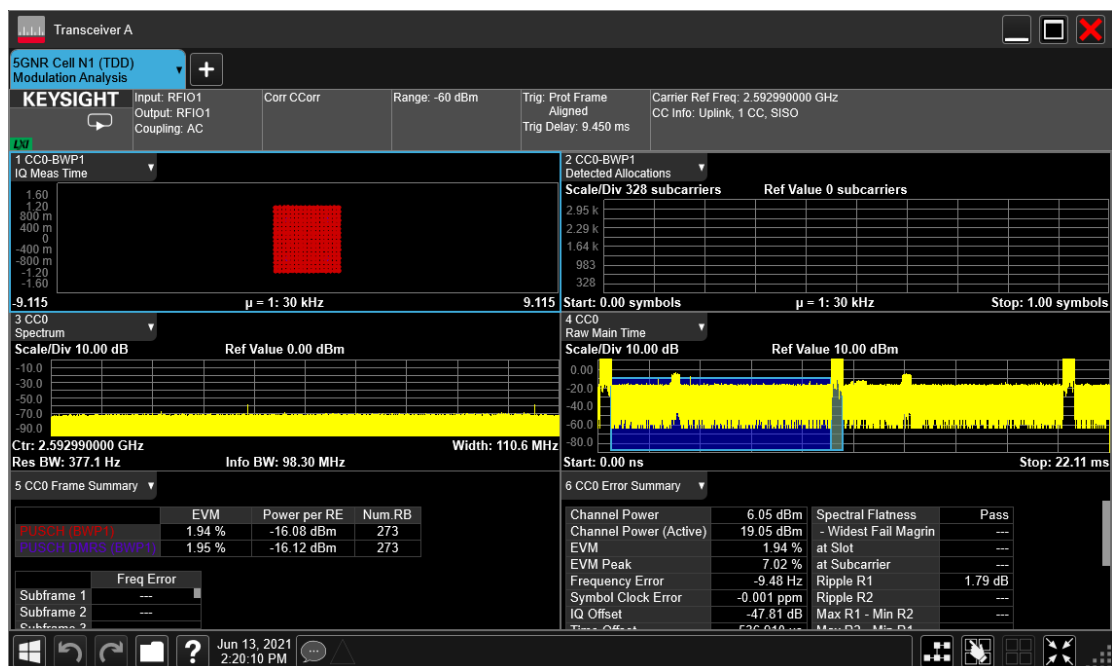 Transceiver A
5GNR Cell N1 (TDD)
Modulation Analysis
+
KEYSIGHT
LXI
Input: RFIO1
Output: RFIO1
Coupling: AC
Corr CCorr
Range: -60 dBm
Trig: Prot Frame
Aligned
Trig Delay: 9.450 ms
Carrier Ref Freq: 2.592990000 GHz
CC Info: Uplink, 1 CC, SISO
1 CC0-BWP1
IQ Meas Time
1.60
1.20
800 m
400 m
0
-400 m
-800 m
-1.20
-1.60
-9.115
µ = 1: 30 kHz
9.115
2 CC0-BWP1
Detected Allocations
Scale/Div 328 subcarriers
Ref Value 0 subcarriers
2.95 k
2.29 k
1.64 k
983
328
Start: 0.00 symbols
µ = 1: 30 kHz
Stop: 1.00 symbols
3 CC0
Spectrum
Scale/Div 10.00 dB
Ref Value 0.00 dBm
-10.0
-30.0
-50.0
-70.0
-90.0
Ctr: 2.592990000 GHz
Width: 110.6 MHz
Res BW: 377.1 Hz
Info BW: 98.30 MHz
4 CC0
Raw Main Time
Scale/Div 10.00 dB
Ref Value 10.00 dBm
0.00
-20.0
-40.0
-60.0
-80.0
Start: 0.00 ns
Stop: 22.11 ms
5 CC0 Frame Summary
EVM Power per RE Num.RB
PUSCH (BWP1) 1.94 % -16.08 dBm 273
PUSCH DMRS (BWP1) 1.95 % -16.12 dBm 273
Freq Error
Subframe 1 ---
Subframe 2 ---
Subframe 3
6 CC0 Error Summary
Channel Power 6.05 dBm Spectral Flatness Pass
Channel Power (Active) 19.05 dBm - Widest Fail Magrin ---
EVM 1.94 % at Slot ---
EVM Peak 7.02 % at Subcarrier ---
Frequency Error -9.48 Hz Ripple R1 1.79 dB
Symbol Clock Error -0.001 ppm Ripple R2 ---
IQ Offset -47.81 dB Max R1 - Min R2 ---
Time Offset Max R2 - Min R1
?
Jun 13, 2021
2:20:10 PM